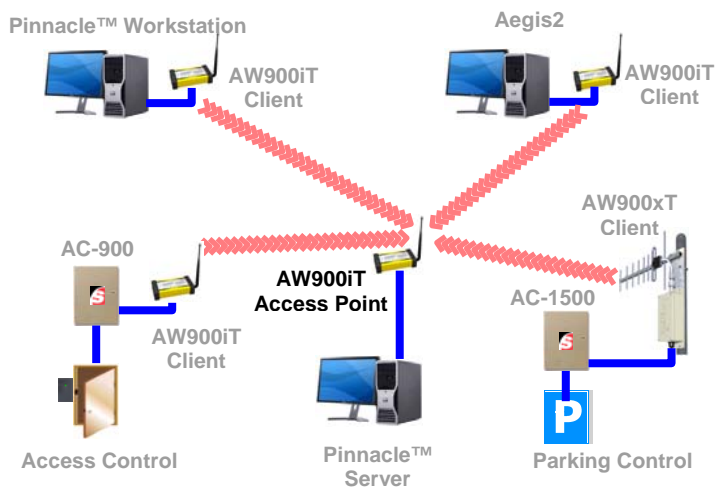 Pinnacle™ Workstation
Aegis2
AW900iT
Client
AW900iT
Client
AW900xT
Client
AC-900
AW900iT
Access Point
AC-1500
AW900iT
Client
S
S
P
Access Control
Pinnacle™
Server
Parking Control